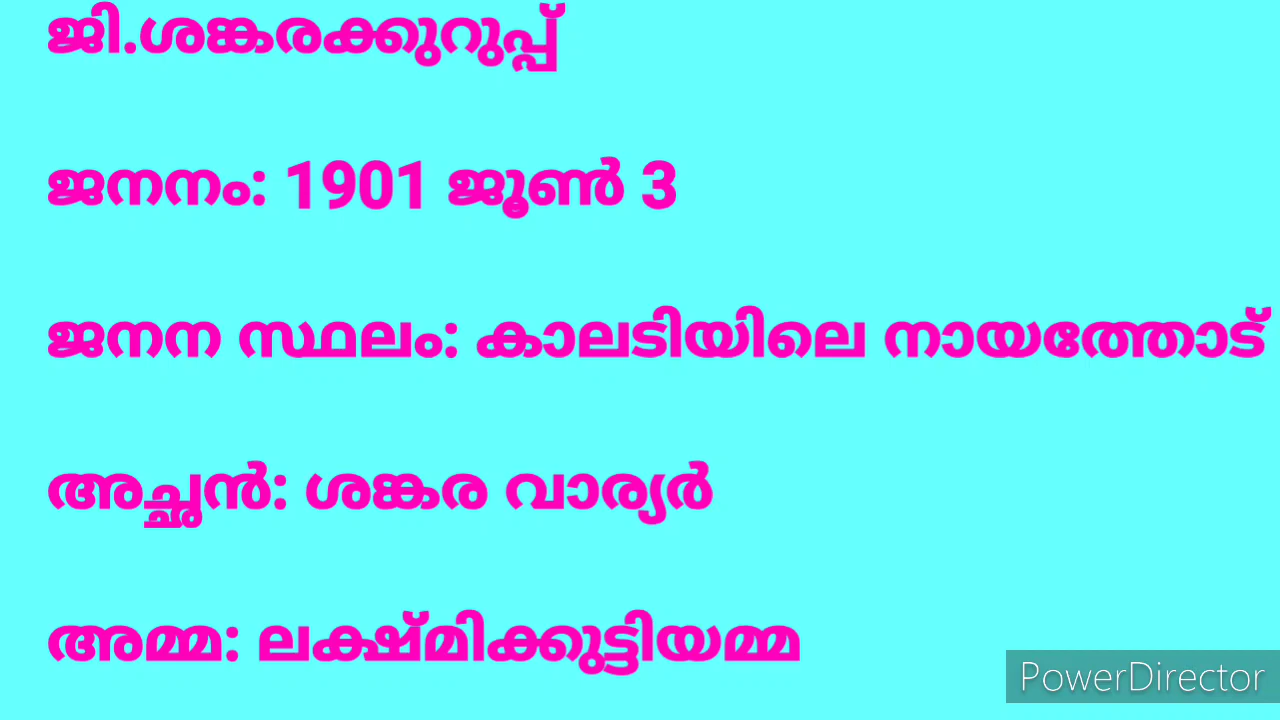 ജി.ശങ്കരക്കുറുപ്പ്
ജനനം: 1901 ജൂൺ 3
ജനന സ്ഥലം: കാലടിയിലെ നായത്തോട്
അച്ഛൻ: ശങ്കര വാര്യർ
അമ്മ: ലക്ഷ്മിക്കുട്ടിയമ്മ
PowerDirector